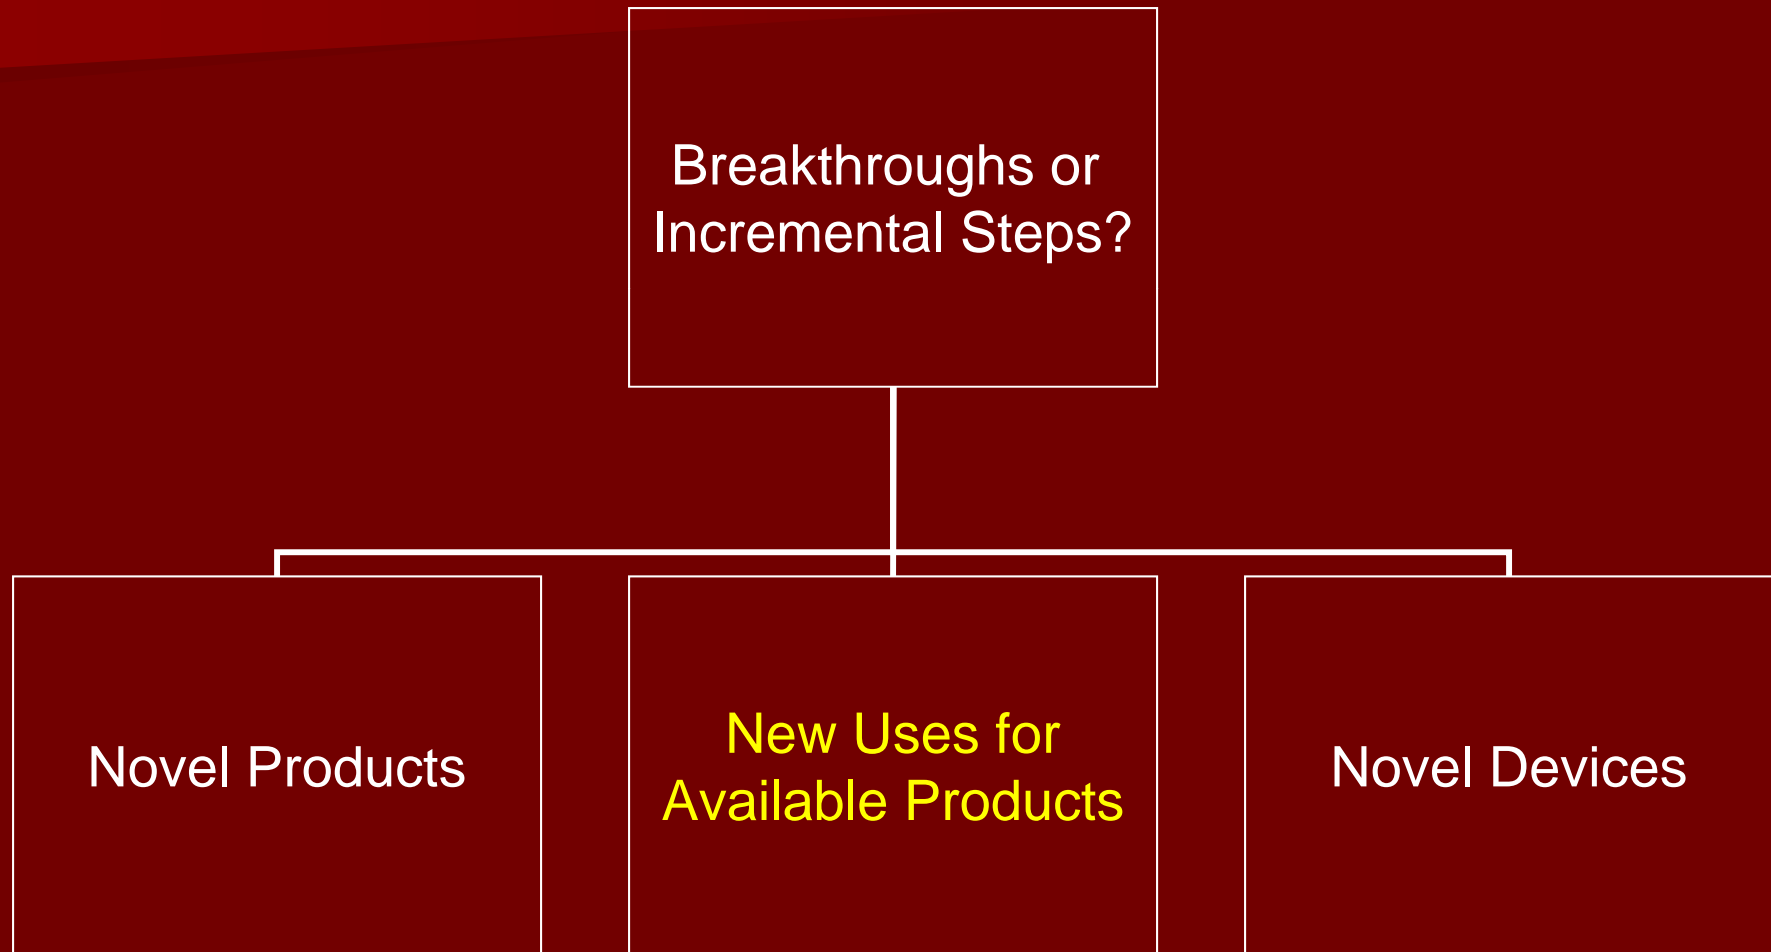 Breakthroughs or
Incremental Steps?
Novel Products
New Uses for
Available Products
Novel Devices